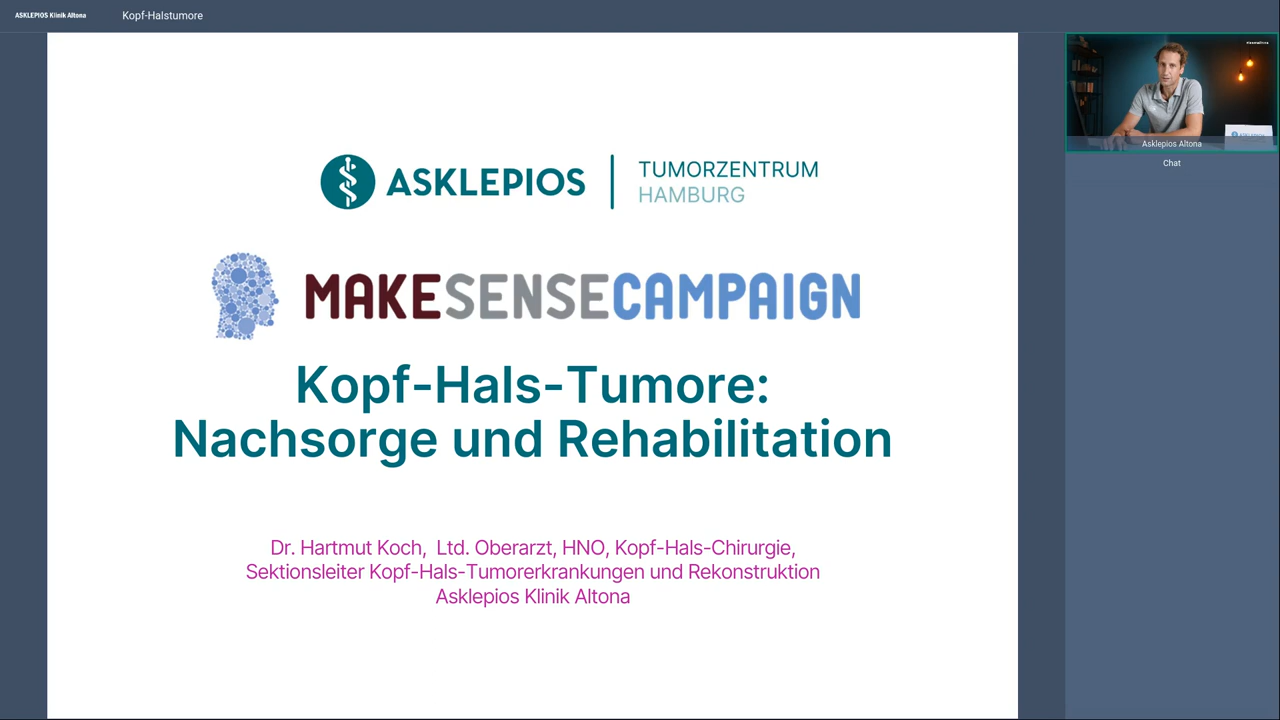 ASKLEPIOS Klinik Altona
Kopf-Halstumore
ASKLEPIOS
TUMORZENTRUM
HAMBURG
MAKESENSECAMPAIGN
Kopf-Hals-Tumore:
Nachsorge und Rehabilitation
Dr. Hartmut Koch, Ltd. Oberarzt, HNO, Kopf-Hals-Chirurgie,
Sektionsleiter Kopf-Hals-Tumorerkrankungen und Rekonstruktion
Asklepios Klinik Altona
Asklepios Altona
Chat